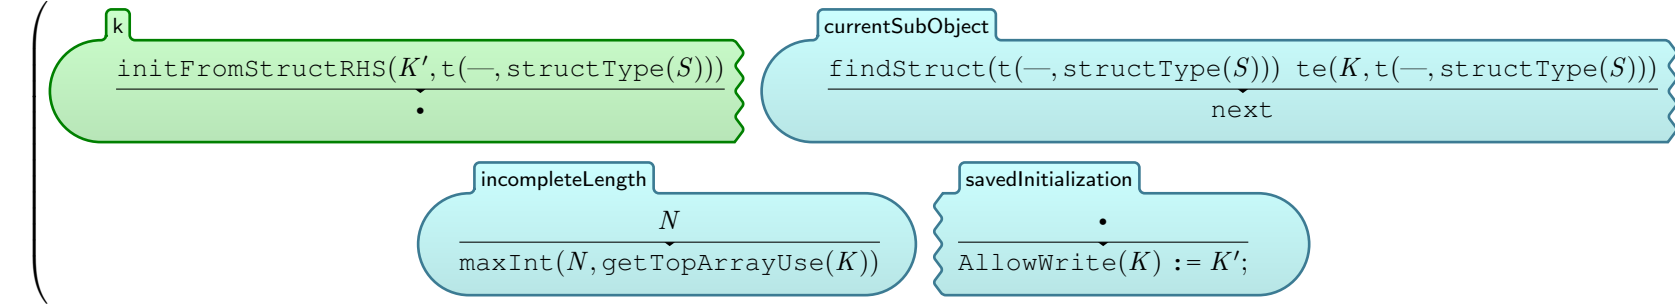 k currentSubObject
initFromStructRHS(K′,t(—,structType(S))) findStruct(t(—,structType(S))) te(K,t(—,structType(S)))
• next
incompleteLength savedInitialization
N •
maxInt(N,getTopArrayUse(K)) AllowWrite(K) := K′;